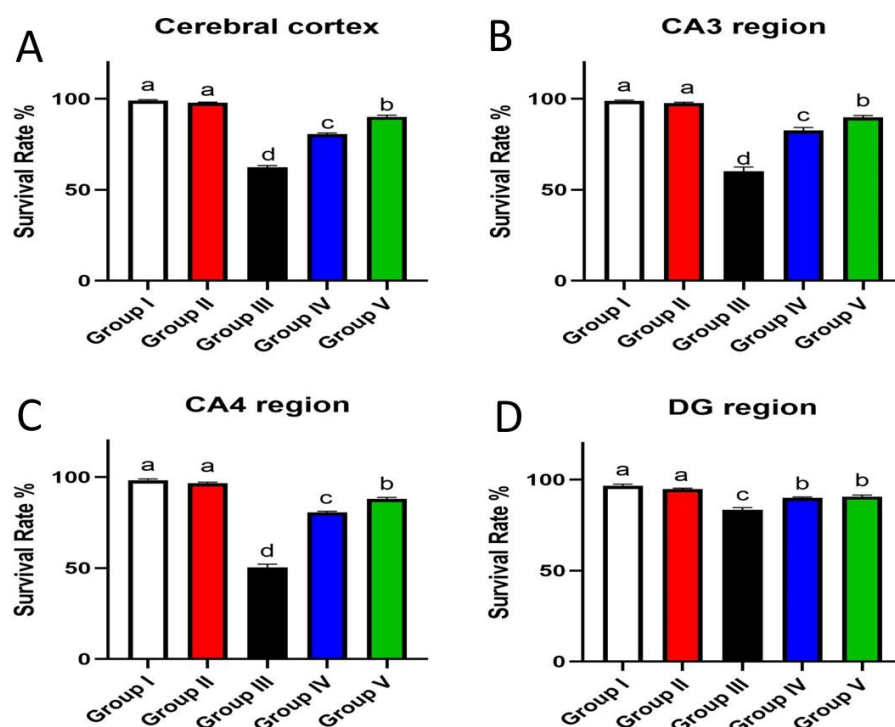 A
Cerebral cortex
Survival Rate %
100
50
0
a
a
d
c
b
Group I
Group II
Group III
Group IV
Group V
B
CA3 region
Survival Rate %
100
50
0
a
a
d
c
b
Group I
Group II
Group III
Group IV
Group V
C
CA4 region
Survival Rate %
100
50
0
a
a
d
c
b
Group I
Group II
Group III
Group IV
Group V
D
DG region
Survival Rate %
100
50
0
a
a
c
b
b
Group I
Group II
Group III
Group IV
Group V